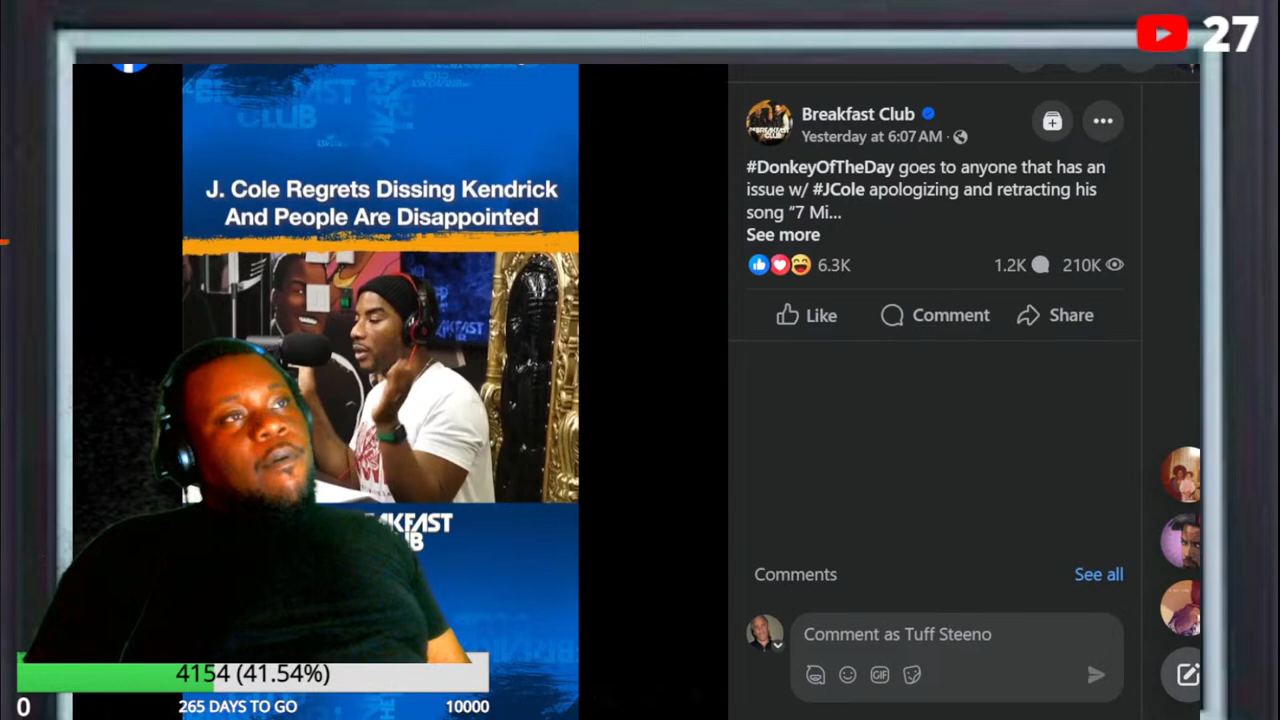 27
BREAKFAST
CLUB
J. Cole Regrets Dissing Kendrick
And People Are Disappointed
Breakfast Club
Yesterday at 6:07 AM ·
#DonkeyOfTheDay goes to anyone that has an
issue w/ #JCole apologizing and retracting his
song “7 Mi...
See more
6.3K
1.2K
210K
Like
Comment
Share
Comments
See all
Comment as Tuff Steeno
GIF
4154 (41.54%)
0
265 DAYS TO GO
10000